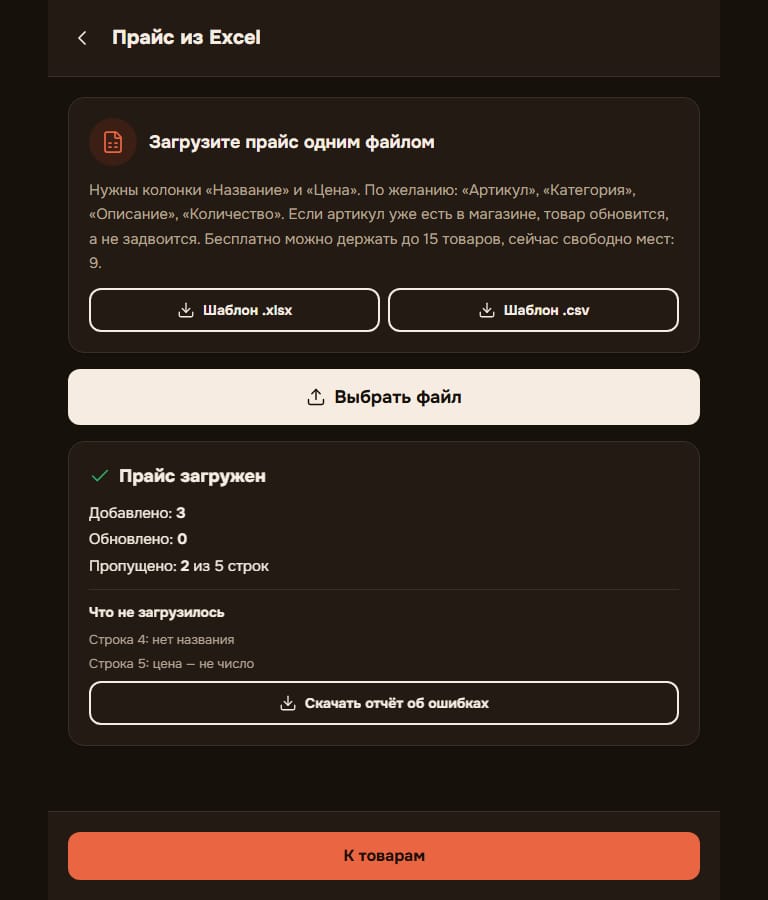 Прайс из Excel
Загрузите прайс одним файлом
Нужны колонки «Название» и «Цена». По желанию: «Артикул», «Категория»,
«Описание», «Количество». Если артикул уже есть в магазине, товар обновится,
а не задвоится. Бесплатно можно держать до 15 товаров, сейчас свободно мест:
9.
Шаблон .xlsx
Шаблон .csv
Выбрать файл
Прайс загружен
Добавлено: 3
Обновлено: 0
Пропущено: 2 из 5 строк
Что не загрузилось
Строка 4: нет названия
Строка 5: цена — не число
Скачать отчёт об ошибках
К товарам